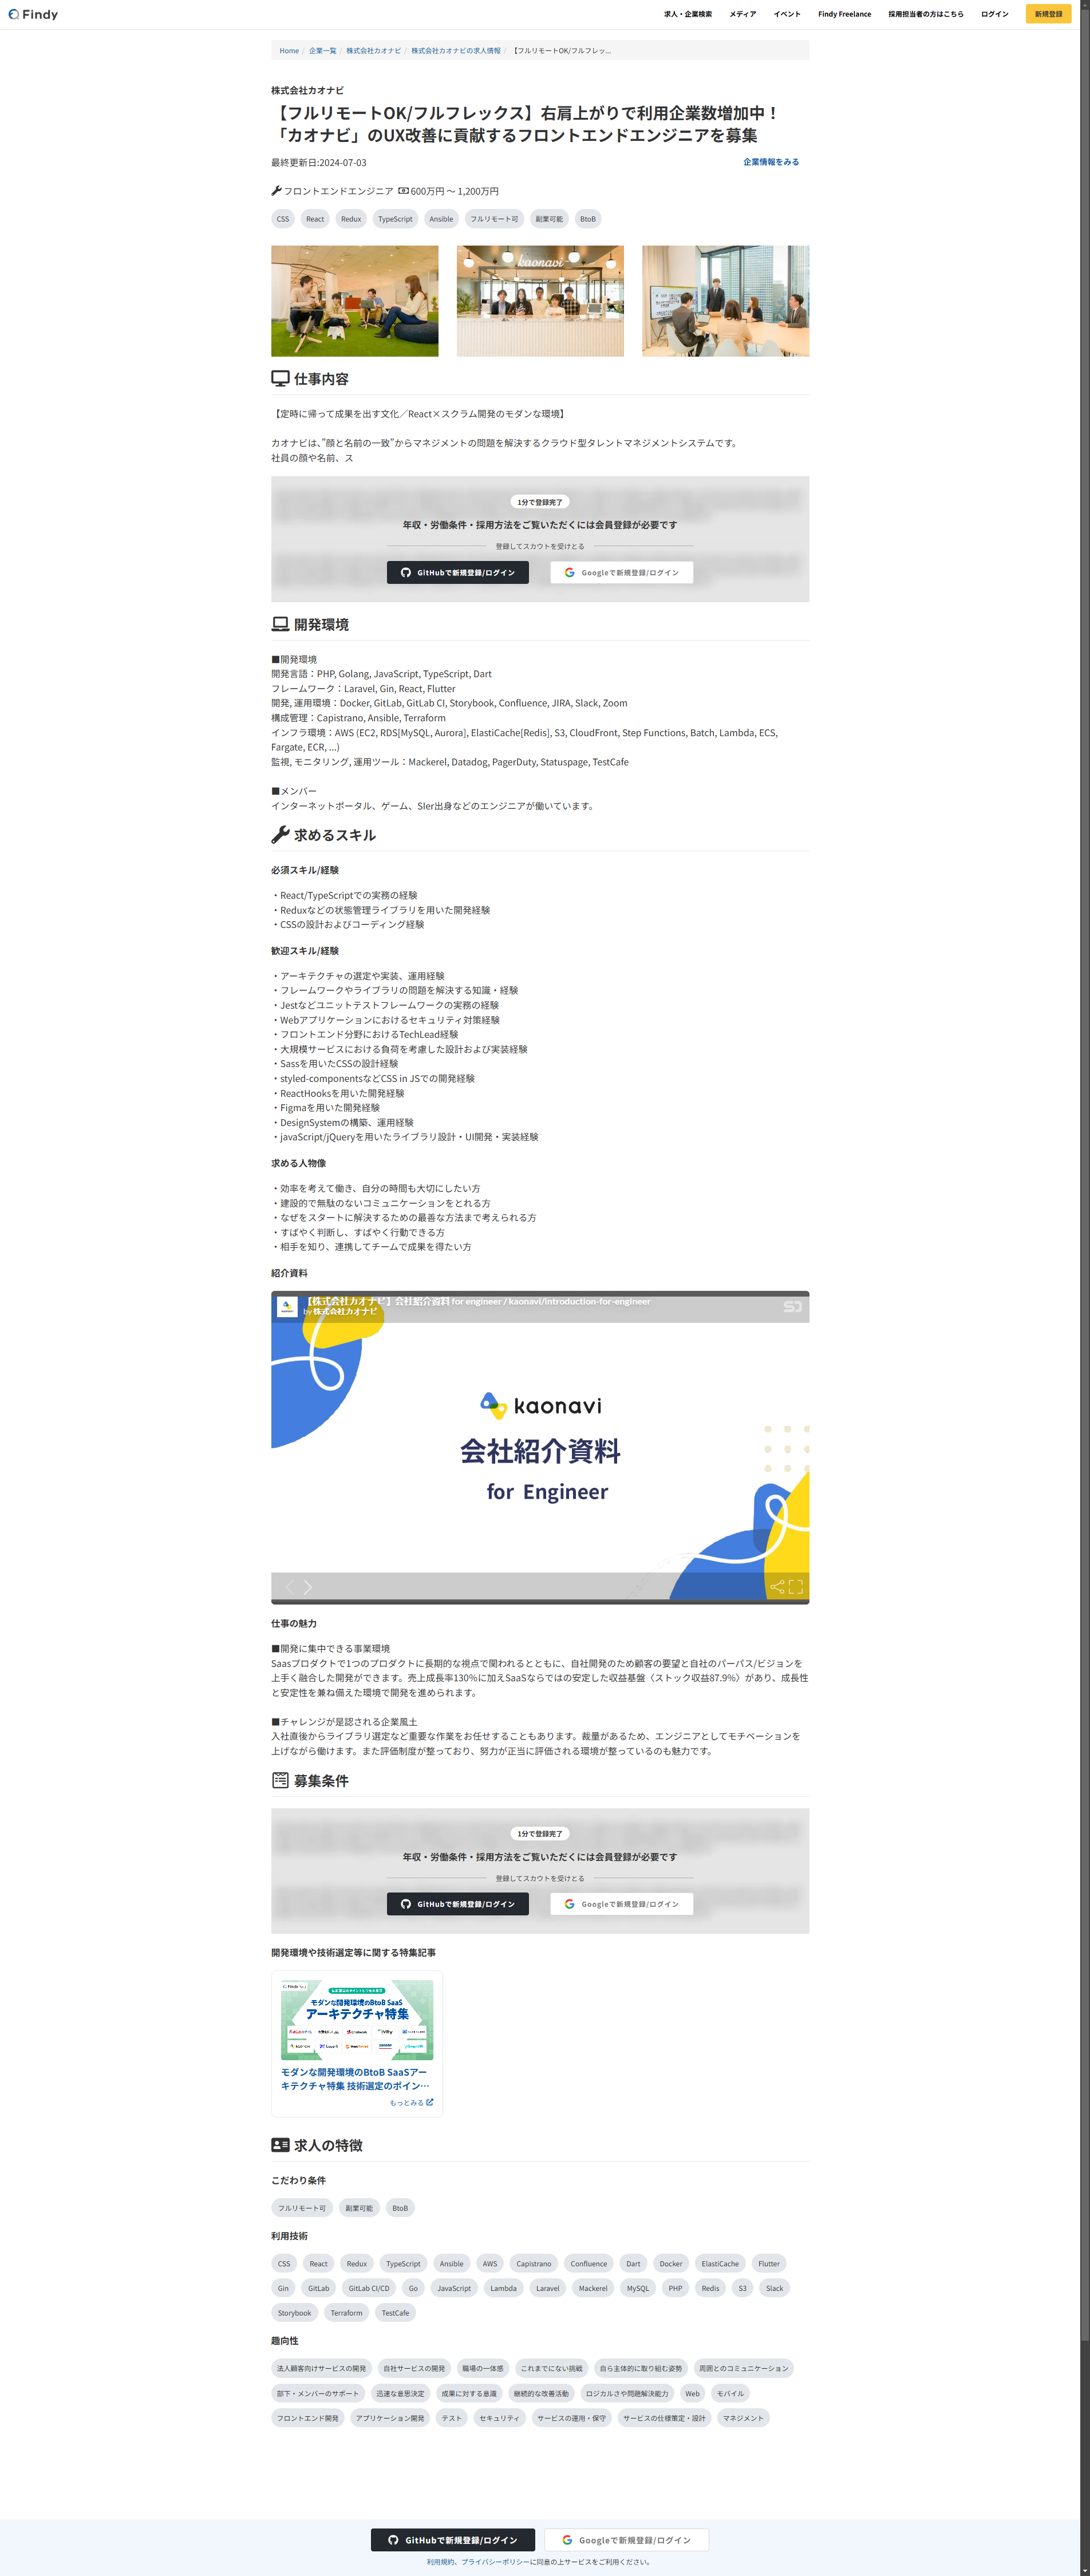 Findy
求人・企業検索 メディア イベント Findy Freelance 採用担当者の方はこちら ログイン 新規登録
Home / 企業一覧 / 株式会社カオナビ / 株式会社カオナビの求人情報 / 【フルリモートOK/フルフレッ...
株式会社カオナビ
【フルリモートOK/フルフレックス】右肩上がりで利用企業数増加中！
「カオナビ」のUX改善に貢献するフロントエンドエンジニアを募集
最終更新日:2024-07-03
企業情報をみる
フロントエンドエンジニア 600万円 〜 1,200万円
CSS React Redux TypeScript Ansible フルリモート可 副業可能 BtoB
kaonavi
仕事内容
【定時に帰って成果を出す文化／React×スクラム開発のモダンな環境】
カオナビは、”顔と名前の一致”からマネジメントの問題を解決するクラウド型タレントマネジメントシステムです。
社員の顔や名前、ス
1分で登録完了
年収・労働条件・採用方法をご覧いただくには会員登録が必要です
登録してスカウトを受けとる
GitHubで新規登録/ログイン Googleで新規登録/ログイン
開発環境
■開発環境
開発言語：PHP, Golang, JavaScript, TypeScript, Dart
フレームワーク：Laravel, Gin, React, Flutter
開発, 運用環境：Docker, GitLab, GitLab CI, Storybook, Confluence, JIRA, Slack, Zoom
構成管理：Capistrano, Ansible, Terraform
インフラ環境：AWS (EC2, RDS[MySQL, Aurora], ElastiCache[Redis], S3, CloudFront, Step Functions, Batch, Lambda, ECS,
Fargate, ECR, ...)
監視, モニタリング, 運用ツール：Mackerel, Datadog, PagerDuty, Statuspage, TestCafe
■メンバー
インターネットポータル、ゲーム、SIer出身などのエンジニアが働いています。
求めるスキル
必須スキル/経験
・React/TypeScriptでの実務の経験
・Reduxなどの状態管理ライブラリを用いた開発経験
・CSSの設計およびコーディング経験
歓迎スキル/経験
・アーキテクチャの選定や実装、運用経験
・フレームワークやライブラリの問題を解決する知識・経験
・Jestなどユニットテストフレームワークの実務の経験
・Webアプリケーションにおけるセキュリティ対策経験
・フロントエンド分野におけるTechLead経験
・大規模サービスにおける負荷を考慮した設計および実装経験
・Sassを用いたCSSの設計経験
・styled-componentsなどCSS in JSでの開発経験
・ReactHooksを用いた開発経験
・Figmaを用いた開発経験
・DesignSystemの構築、運用経験
・javaScript/jQueryを用いたライブラリ設計・UI開発・実装経験
求める人物像
・効率を考えて働き、自分の時間も大切にしたい方
・建設的で無駄のないコミュニケーションをとれる方
・なぜをスタートに解決するための最善な方法まで考えられる方
・すばやく判断し、すばやく行動できる方
・相手を知り、連携してチームで成果を得たい方
紹介資料
【株式会社カオナビ】会社紹介資料 for engineer / kaonavi/introduction-for-engineer
by 株式会社カオナビ
kaonavi
会社紹介資料
for Engineer
仕事の魅力
■開発に集中できる事業環境
Saasプロダクトで1つのプロダクトに長期的な視点で関われるとともに、自社開発のため顧客の要望と自社のパーパス/ビジョンを
上手く融合した開発ができます。売上成長率130%に加えSaaSならではの安定した収益基盤〈ストック収益87.9%〉があり、成長性
と安定性を兼ね備えた環境で開発を進められます。
■チャレンジが是認される企業風土
入社直後からライブラリ選定など重要な作業をお任せすることもあります。裁量があるため、エンジニアとしてモチベーションを
上げながら働けます。また評価制度が整っており、努力が正当に評価される環境が整っているのも魅力です。
募集条件
1分で登録完了
年収・労働条件・採用方法をご覧いただくには会員登録が必要です
登録してスカウトを受けとる
GitHubで新規登録/ログイン Googleで新規登録/ログイン
開発環境や技術選定等に関する特集記事
モダンな開発環境のBtoB SaaS
アーキテクチャ特集
モダンな開発環境のBtoB SaaSアー
キテクチャ特集 技術選定のポイン…
もっとみる
求人の特徴
こだわり条件
フルリモート可 副業可能 BtoB
利用技術
CSS React Redux TypeScript Ansible AWS Capistrano Confluence Dart Docker ElastiCache Flutter
Gin GitLab GitLab CI/CD Go JavaScript Lambda Laravel Mackerel MySQL PHP Redis S3 Slack
Storybook Terraform TestCafe
趣向性
法人顧客向けサービスの開発 自社サービスの開発 職場の一体感 これまでにない挑戦 自ら主体的に取り組む姿勢 周囲とのコミュニケーション
部下・メンバーのサポート 迅速な意思決定 成果に対する意識 継続的な改善活動 ロジカルさや問題解決能力 Web モバイル
フロントエンド開発 アプリケーション開発 テスト セキュリティ サービスの運用・保守 サービスの仕様策定・設計 マネジメント
GitHubで新規登録/ログイン Googleで新規登録/ログイン
利用規約、プライバシーポリシーに同意の上サービスをご利用ください。